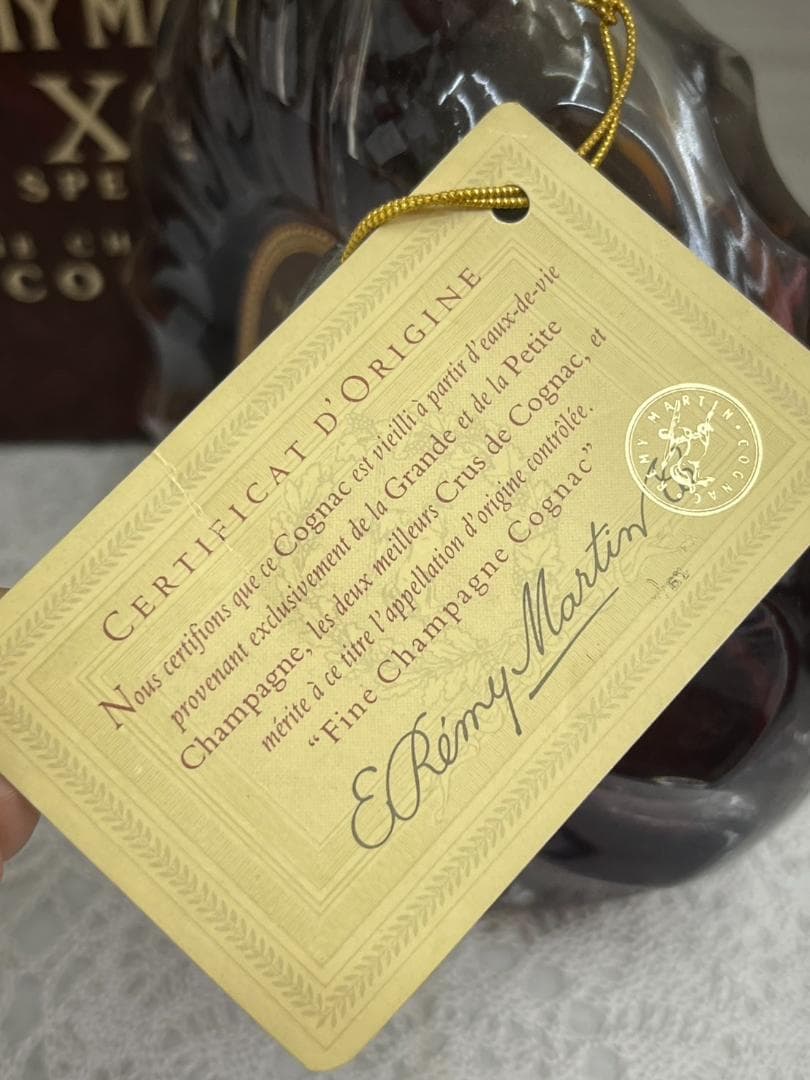 MY M
X
SPE
CH
CO
CERTIFICAT D'ORIGINE
Nous certifions que ce Cognac est vieilli à partir d'eaux-de-vie
provenant exclusivement de la Grande et de la Petite
Champagne, les deux meilleurs Crus de Cognac, et
mérite à ce titre l'appellation d'origine contrôlée.
“Fine Champagne Cognac”
E Rémy Martin
RÉMY MARTIN • COGNAC